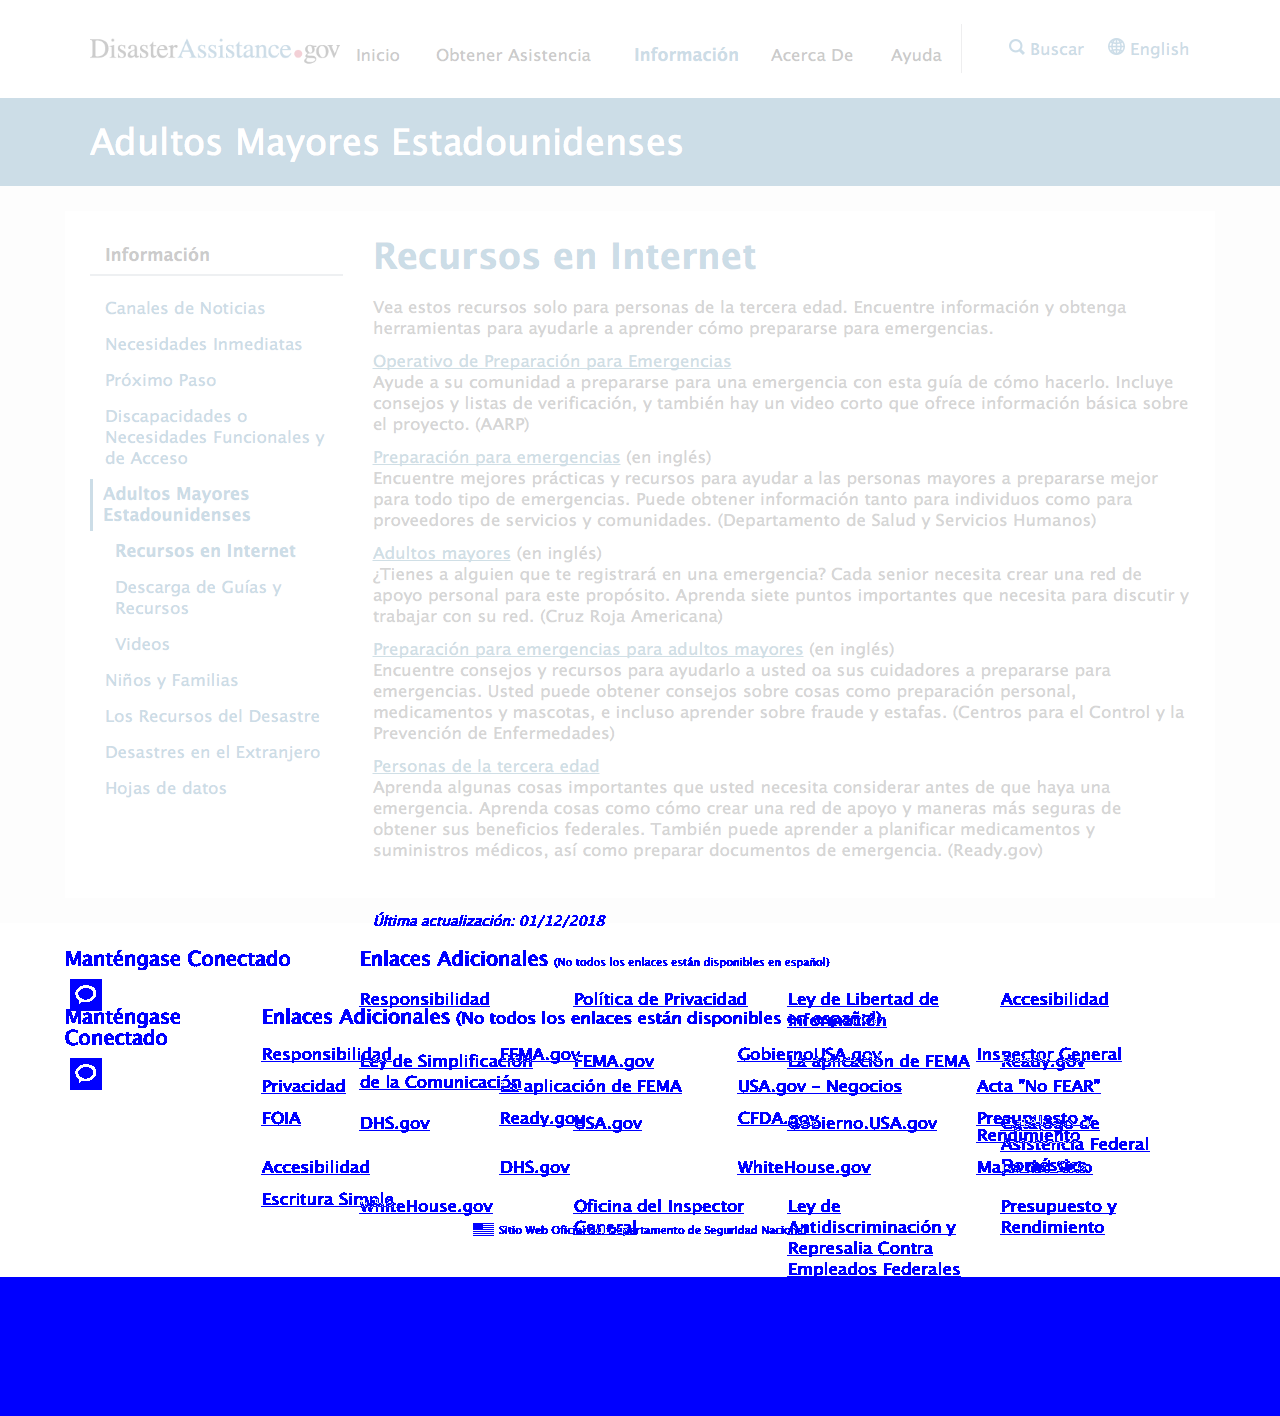 DisasterAssistance.gov Inicio Obtener Asistencia Información Acerca De Ayuda Buscar English
Adultos Mayores Estadounidenses
Información
Canales de Noticias
Necesidades Inmediatas
Próximo Paso
Discapacidades o
Necesidades Funcionales y
de Acceso
Adultos Mayores
Estadounidenses
Recursos en Internet
Descarga de Guías y
Recursos
Videos
Niños y Familias
Los Recursos del Desastre
Desastres en el Extranjero
Hojas de datos
Recursos en Internet
Vea estos recursos solo para personas de la tercera edad. Encuentre información y obtenga
herramientas para ayudarle a aprender cómo prepararse para emergencias.
Operativo de Preparación para Emergencias
Ayude a su comunidad a prepararse para una emergencia con esta guía de cómo hacerlo. Incluye
consejos y listas de verificación, y también hay un video corto que ofrece información básica sobre
el proyecto. (AARP)
Preparación para emergencias (en inglés)
Encuentre mejores prácticas y recursos para ayudar a las personas mayores a prepararse mejor
para todo tipo de emergencias. Puede obtener información tanto para individuos como para
proveedores de servicios y comunidades. (Departamento de Salud y Servicios Humanos)
Adultos mayores (en inglés)
¿Tienes a alguien que te registrará en una emergencia? Cada senior necesita crear una red de
apoyo personal para este propósito. Aprenda siete puntos importantes que necesita para discutir y
trabajar con su red. (Cruz Roja Americana)
Preparación para emergencias para adultos mayores (en inglés)
Encuentre consejos y recursos para ayudarlo a usted oa sus cuidadores a prepararse para
emergencias. Usted puede obtener consejos sobre cosas como preparación personal,
medicamentos y mascotas, e incluso aprender sobre fraude y estafas. (Centros para el Control y la
Prevención de Enfermedades)
Personas de la tercera edad
Aprenda algunas cosas importantes que usted necesita considerar antes de que haya una
emergencia. Aprenda cosas como cómo crear una red de apoyo y maneras más seguras de
obtener sus beneficios federales. También puede aprender a planificar medicamentos y
suministros médicos, así como preparar documentos de emergencia. (Ready.gov)
Última actualización: 01/12/2018
Manténgase Conectado
Enlaces Adicionales (No todos los enlaces están disponibles en español)
Responsibilidad Política de Privacidad Ley de Libertad de Accesibilidad
Información
Manténgase
Conectado
Enlaces Adicionales (No todos los enlaces están disponibles en español)
Responsibilidad FEMA.gov GobiernoUSA.gov Inspector General
Ley de Simplificación FEMA.gov La aplicación de FEMA Ready.gov
de la Comunicación
Privacidad La aplicación de FEMA USA.gov - Negocios Acta "No FEAR"
FOIA Ready.gov CFDA.gov Presupuesto y
Rendimiento
DHS.gov USA.gov Gobierno.USA.gov Catálogo de
Asistencia Federal
Accesibilidad DHS.gov WhiteHouse.gov
Escritura Simple
WhiteHouse.gov Oficina del Inspector Ley de Presupuesto y
General Antidiscriminación y Rendimiento
Represalia Contra
Empleados Federales
Sitio Web Oficial del Departamento de Seguridad Nacional